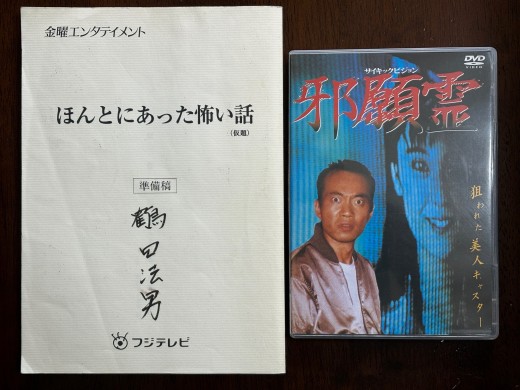 金曜エンタテイメント
ほんとにあった怖い話
(仮題)
準備稿
鶴田法男
フジテレビ
DVD
VIDEO
サイキックビジョン
邪願霊
狙われた美人キャスター